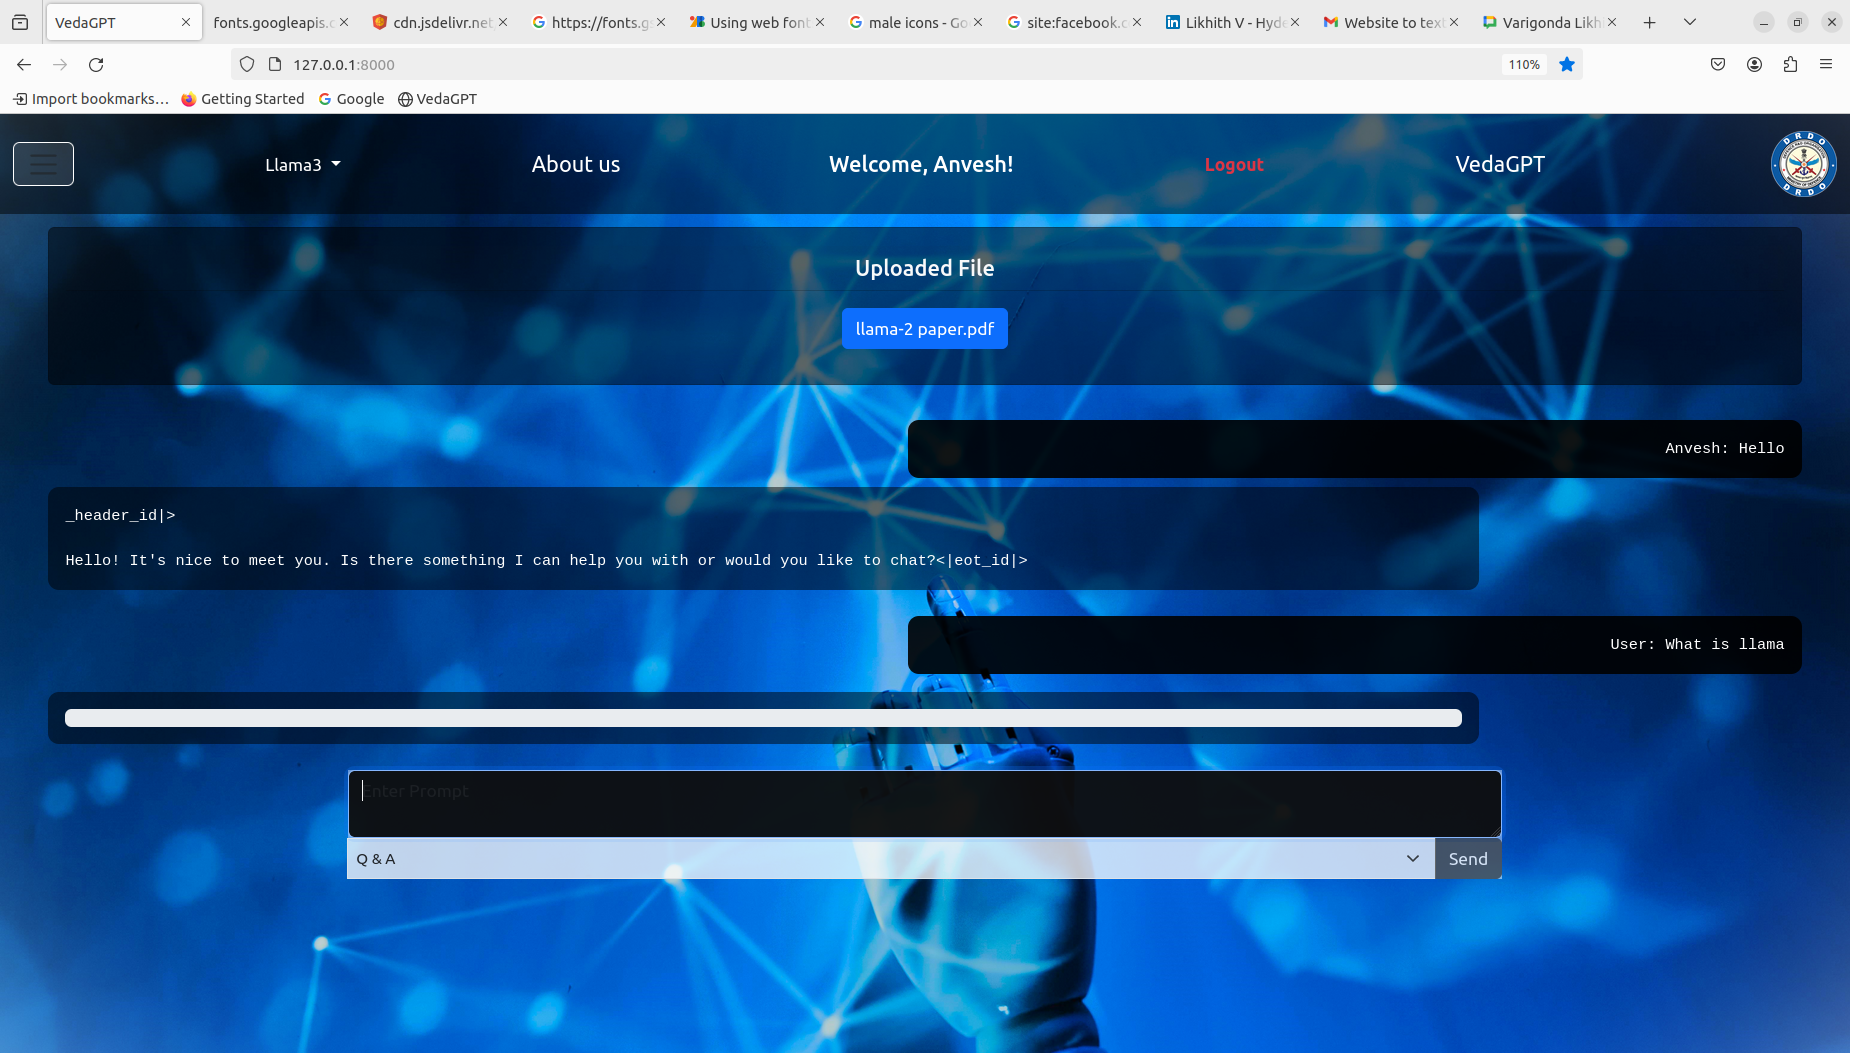 VedaGPT
fonts.googleapis.c
cdn.jsdelivr.net
https://fonts.g
Using web font
male icons - Go
site:facebook.c
Likhith V - Hyde
Website to text
Varigonda Likh
127.0.0.1:8000
110%
Import bookmarks...
Getting Started
Google
VedaGPT
Llama3
About us
Welcome, Anvesh!
Logout
VedaGPT
DRDO
DRDO
Uploaded File
llama-2 paper.pdf
Anvesh: Hello
_header_id|>
Hello! It's nice to meet you. Is there something I can help you with or would you like to chat?<|eot_id|>
User: What is llama
Enter Prompt
Q & A
Send